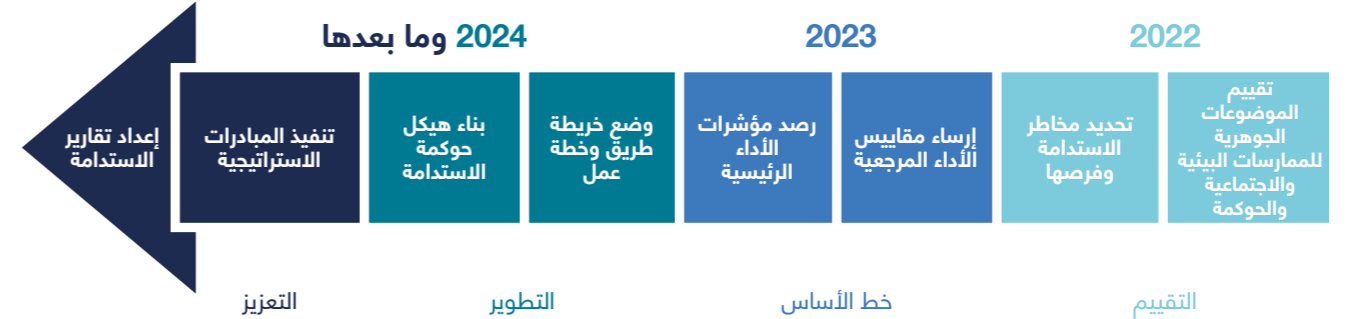 2022
2023
2024 وما بعدها
تقييم
الموضوعات
الجوهرية
للممارسات البيئية
والاجتماعية
والحوكمة
تحديد مخاطر
الاستدامة
وفرصها
إرساء مقاييس
الأداء المرجعية
رصد مؤشرات
الأداء
الرئيسية
وضع خريطة
طريق وخطة
عمل
بناء هيكل
حوكمة
الاستدامة
تنفيذ المبادرات
الاستراتيجية
إعداد تقارير
الاستدامة
التقييم
خط الأساس
التطوير
التعزيز